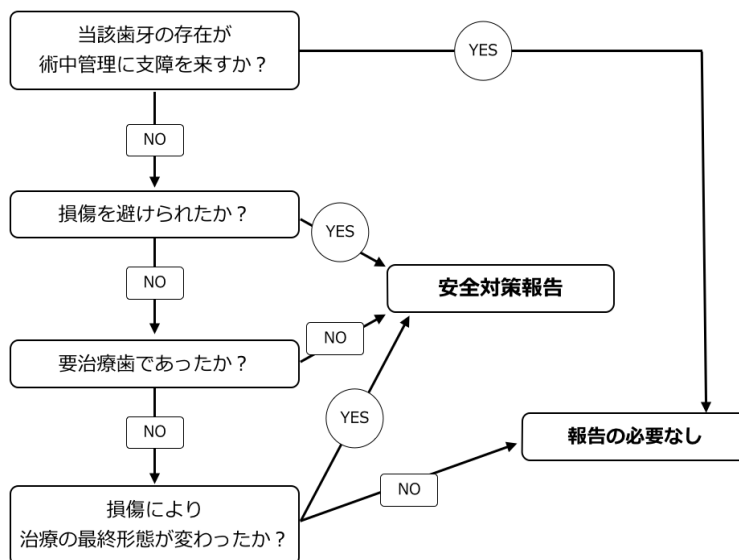 当該歯牙の存在が
術中管理に支障を来すか？
YES
NO
損傷を避けられたか？
YES
NO
安全対策報告
要治療歯であったか？
NO
NO
YES
報告の必要なし
損傷により
治療の最終形態が変わったか？
NO